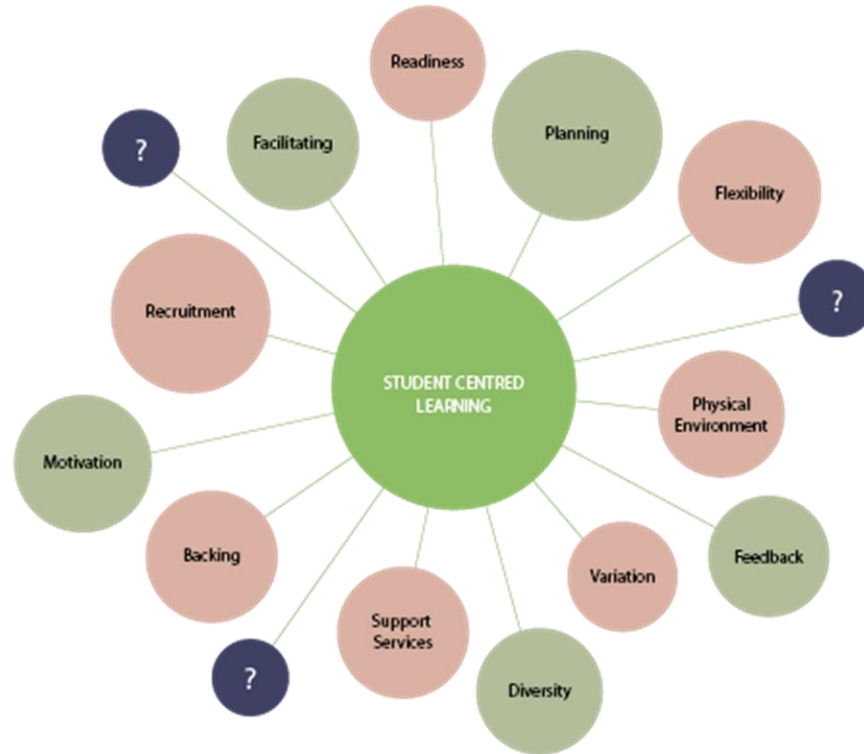 Readiness
Planning
Facilitating
?
Flexibility
?
Recruitment
STUDENT CENTRED
LEARNING
Physical
Environment
Motivation
Backing
Feedback
Variation
Support
Services
?
Diversity